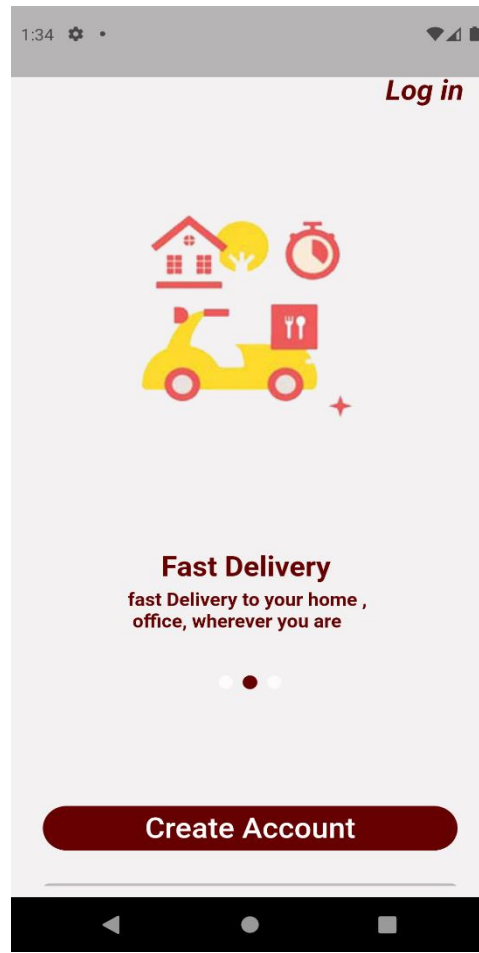 1:34
Log in
Fast Delivery
fast Delivery to your home ,
office, wherever you are
Create Account